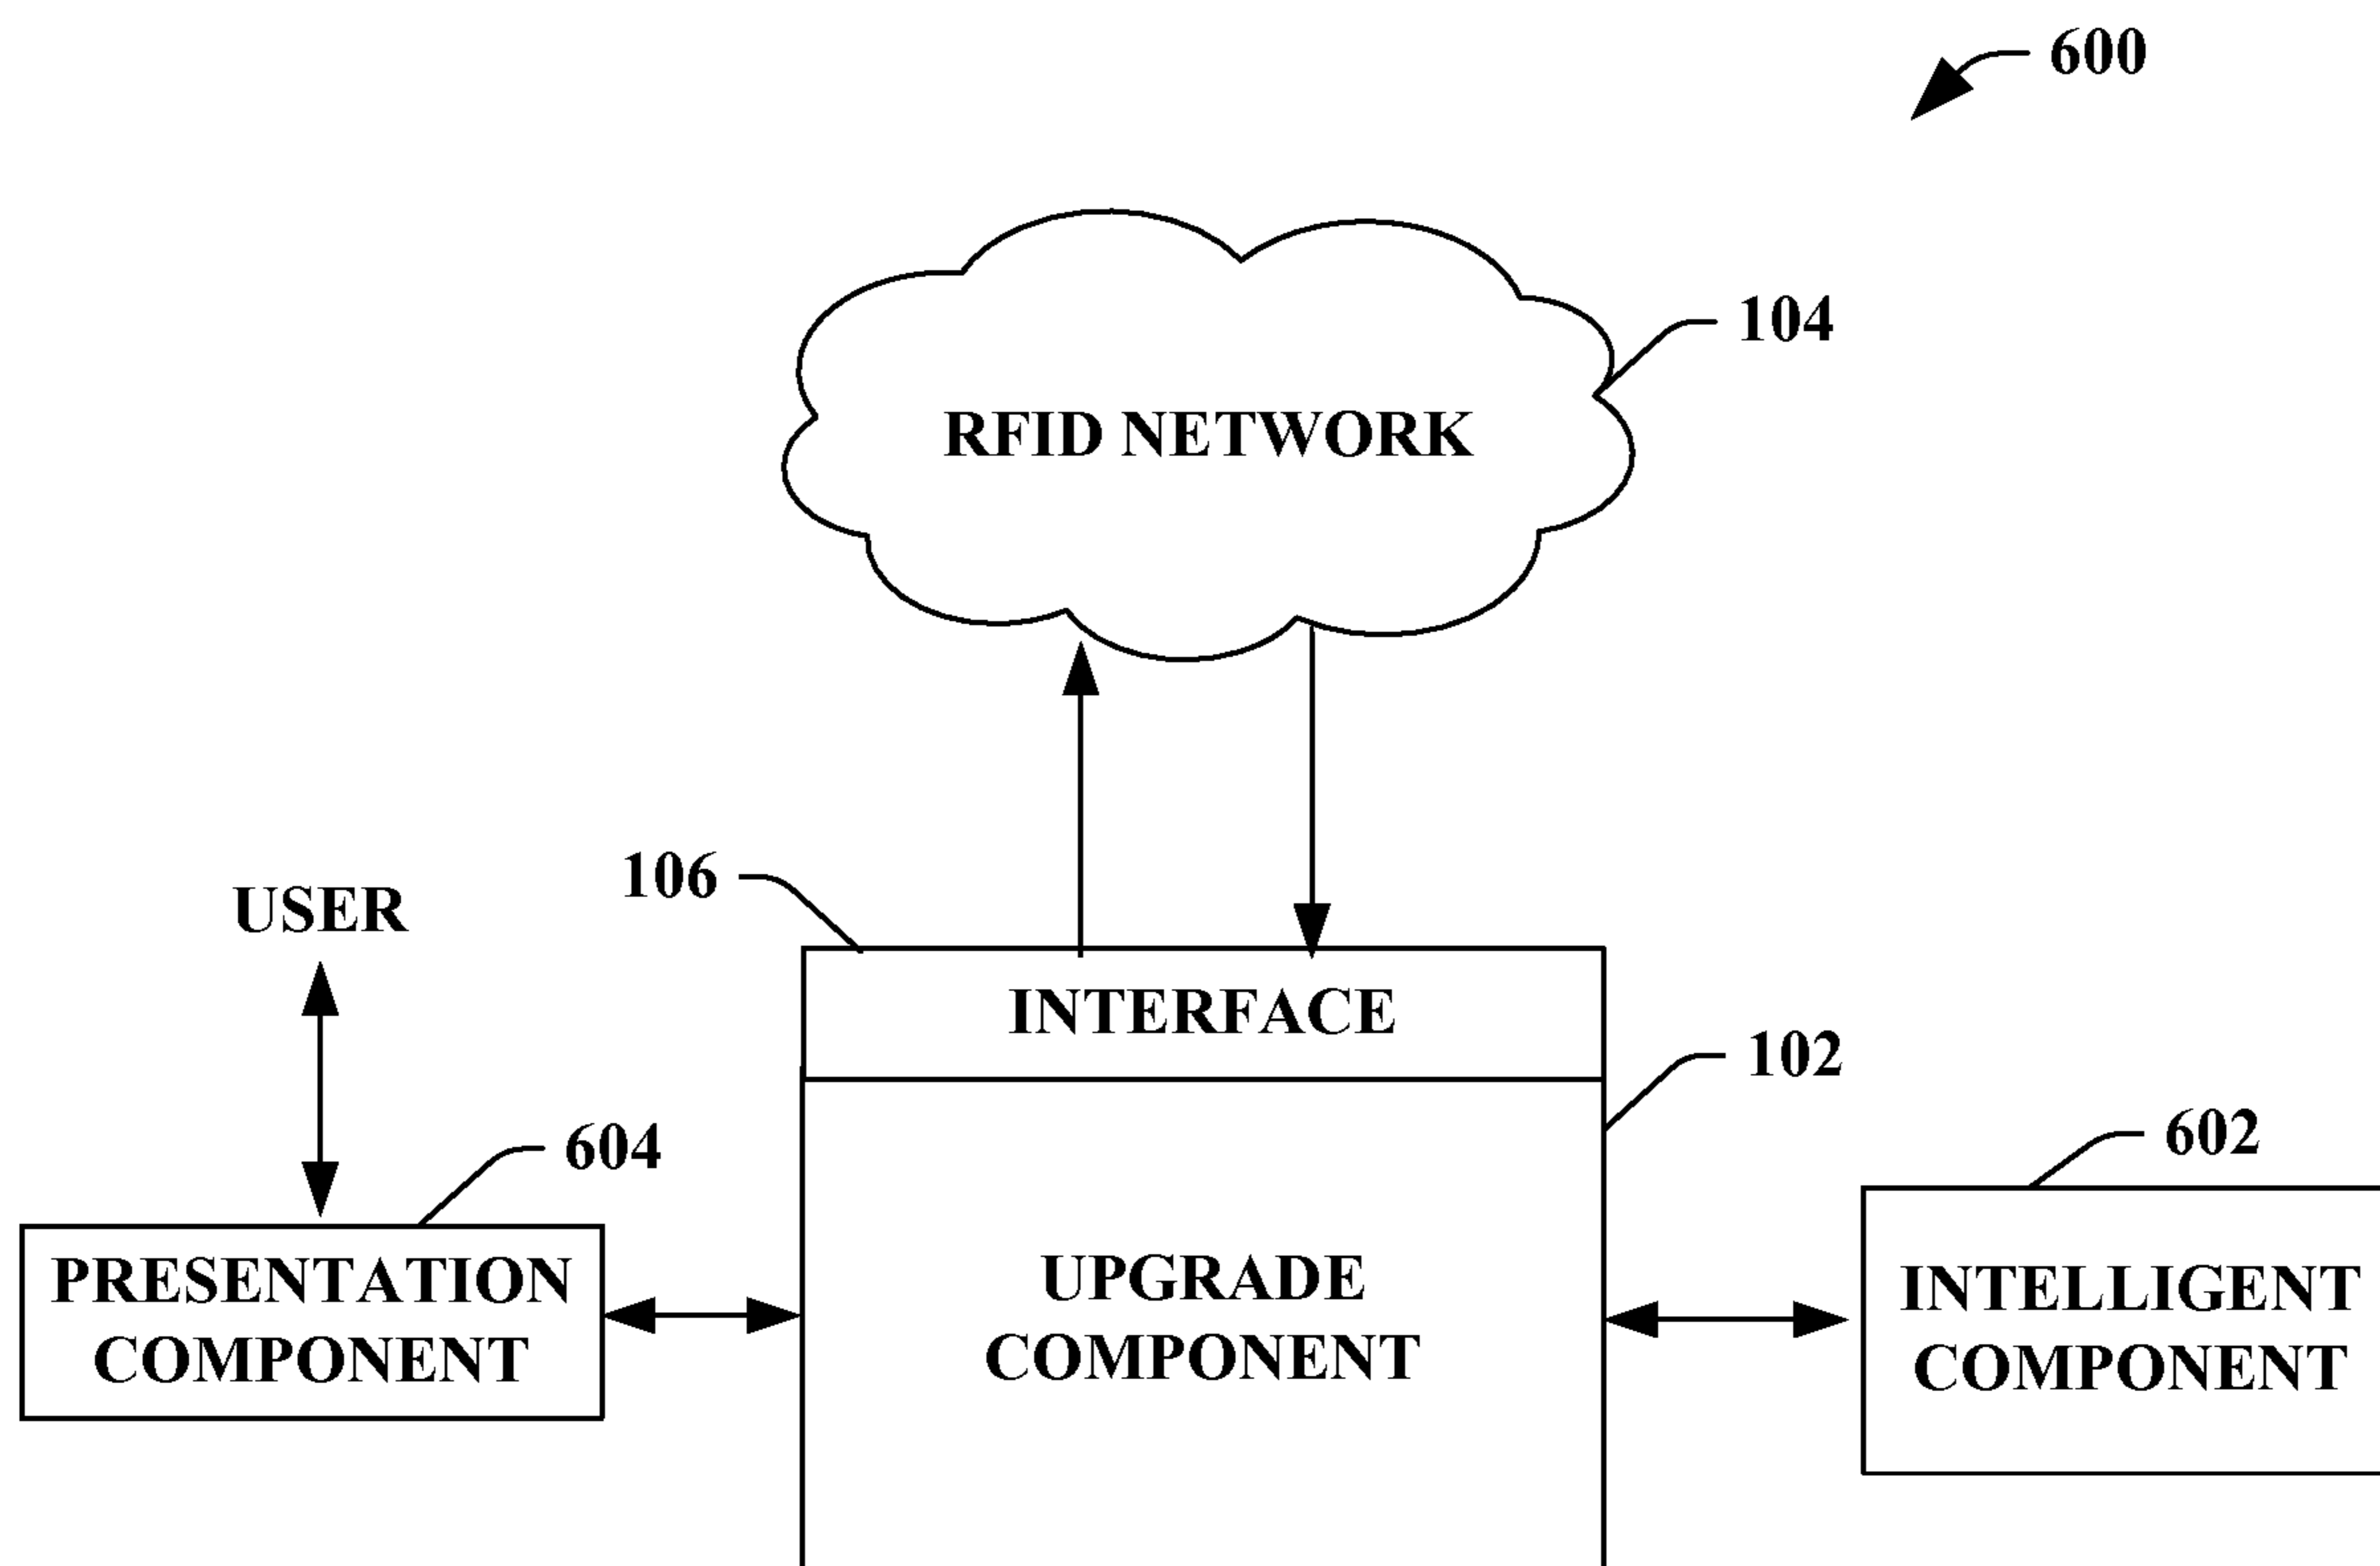 600
104
RFID NETWORK
106
USER
INTERFACE
102
604
602
PRESENTATION
COMPONENT
UPGRADE
COMPONENT
INTELLIGENT
COMPONENT